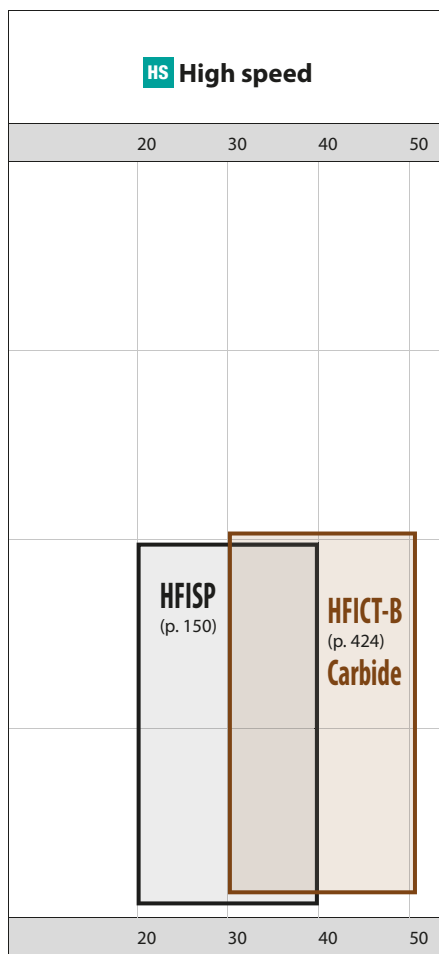 HS High speed
20 30 40 50
HFISP
(p. 150)
HFICT-B
(p. 424)
Carbide
20 30 40 50